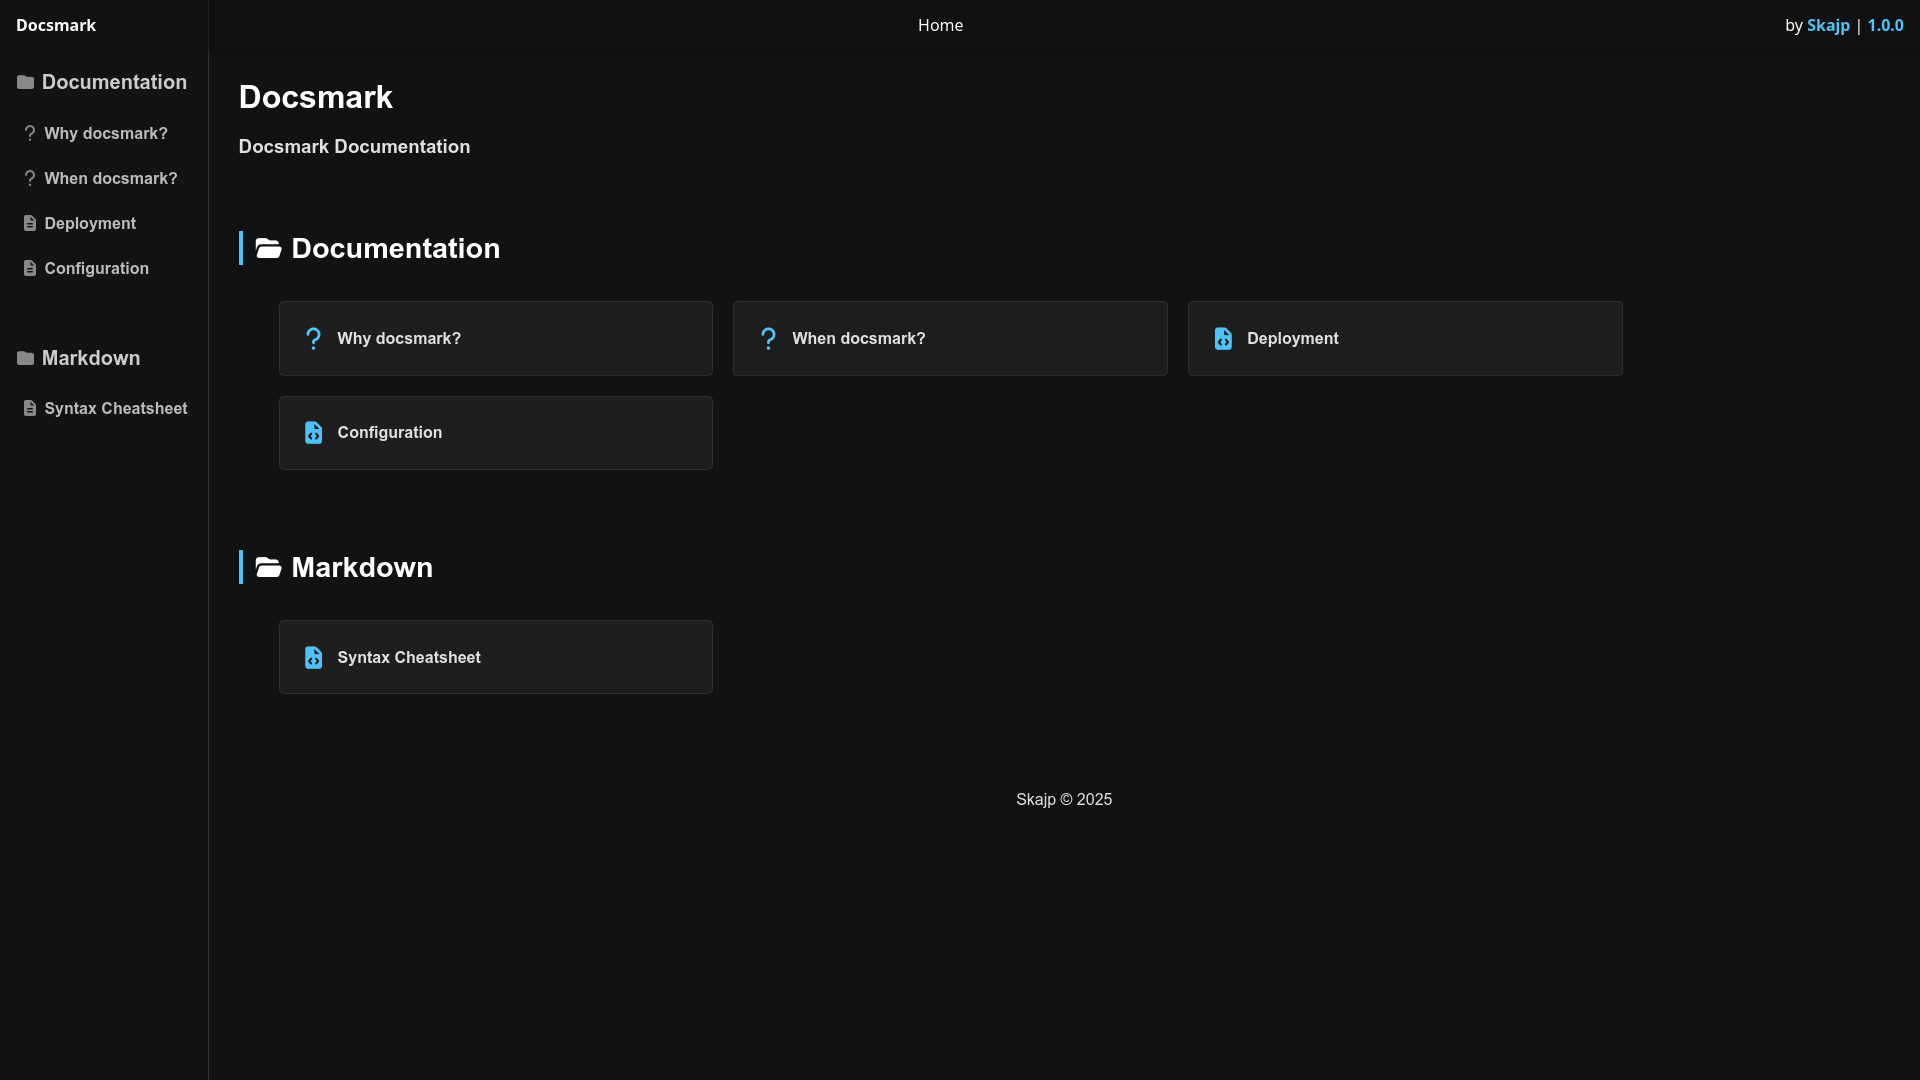 Docsmark
Home
by Skajp | 1.0.0
Documentation
Why docsmark?
When docsmark?
Deployment
Configuration
Markdown
Syntax Cheatsheet
Docsmark
Docsmark Documentation
Documentation
Why docsmark?
When docsmark?
Deployment
Configuration
Markdown
Syntax Cheatsheet
Skajp © 2025